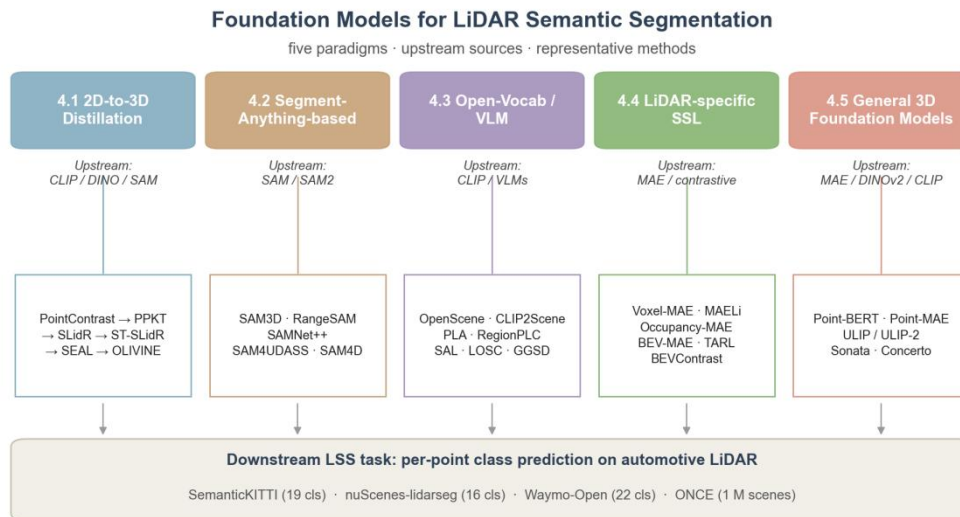 Foundation Models for LiDAR Semantic Segmentation
five paradigms · upstream sources · representative methods
4.1 2D-to-3D
Distillation
4.2 Segment-
Anything-based
4.3 Open-Vocab /
VLM
4.4 LiDAR-specific
SSL
4.5 General 3D
Foundation Models
Upstream:
CLIP / DINO / SAM
Upstream:
SAM / SAM2
Upstream:
CLIP / VLMs
Upstream:
MAE / contrastive
Upstream:
MAE / DINOv2 / CLIP
PointContrast → PPKT
→ SLidR → ST-SLidR
→ SEAL → OLIVINE
SAM3D · RangeSAM
SAMNet++
SAM4UDASS · SAM4D
OpenScene · CLIP2Scene
PLA · RegionPLC
SAL · LOSC · GGSD
Voxel-MAE · MAELi
Occupancy-MAE
BEV-MAE · TARL
BEVContrast
Point-BERT · Point-MAE
ULIP / ULIP-2
Sonata · Concerto
Downstream LSS task: per-point class prediction on automotive LiDAR
SemanticKITTI (19 cls) · nuScenes-lidarseg (16 cls) · Waymo-Open (22 cls) · ONCE (1 M scenes)